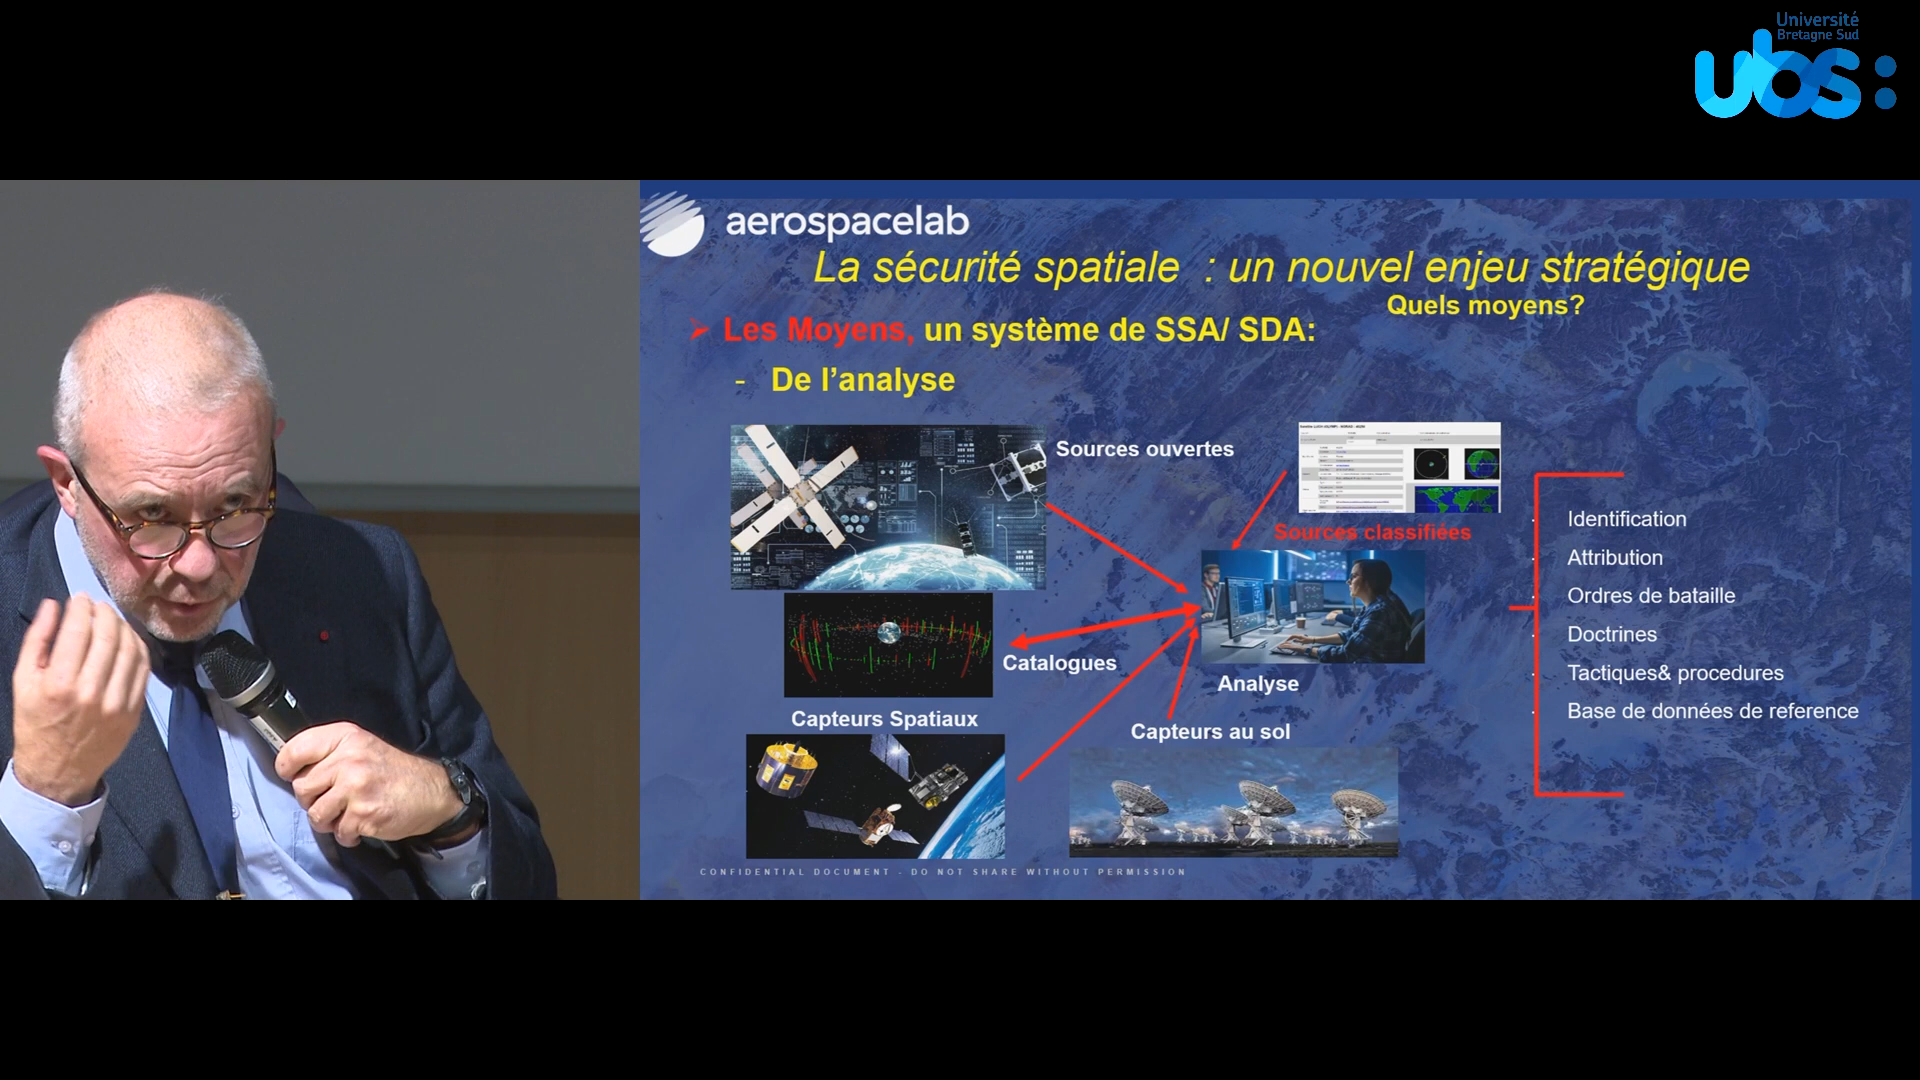 Université
Bretagne Sud
ubs:
aerospacelab
La sécurité spatiale : un nouvel enjeu stratégique
Quels moyens?
➢ Les Moyens, un système de SSA/ SDA:
- De l’analyse
Sources ouvertes
Sources classifiées
Identification
Attribution
Ordres de bataille
Doctrines
Tactiques& procedures
Base de données de reference
Catalogues
Analyse
Capteurs Spatiaux
Capteurs au sol
CONFIDENTIAL DOCUMENT - DO NOT SHARE WITHOUT PERMISSION